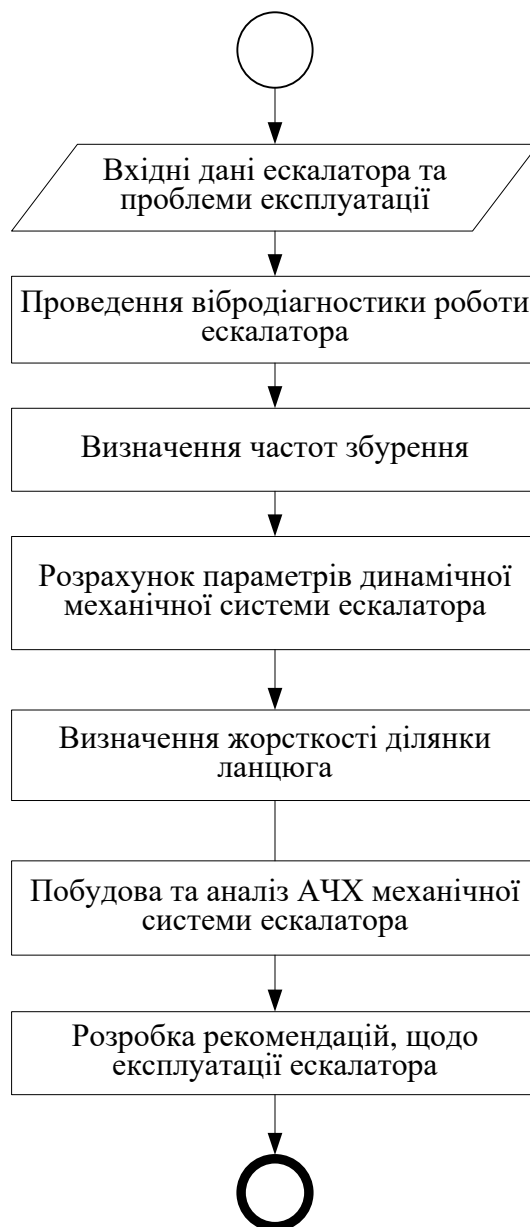 Вхідні дані ескалатора та
проблеми експлуатації
Проведення вібродіагностики роботи
ескалатора
Визначення частот збурення
Розрахунок параметрів динамічної
механічної системи ескалатора
Визначення жорсткості ділянки
ланцюга
Побудова та аналіз АЧХ механічної
системи ескалатора
Розробка рекомендацій, щодо
експлуатації ескалатора